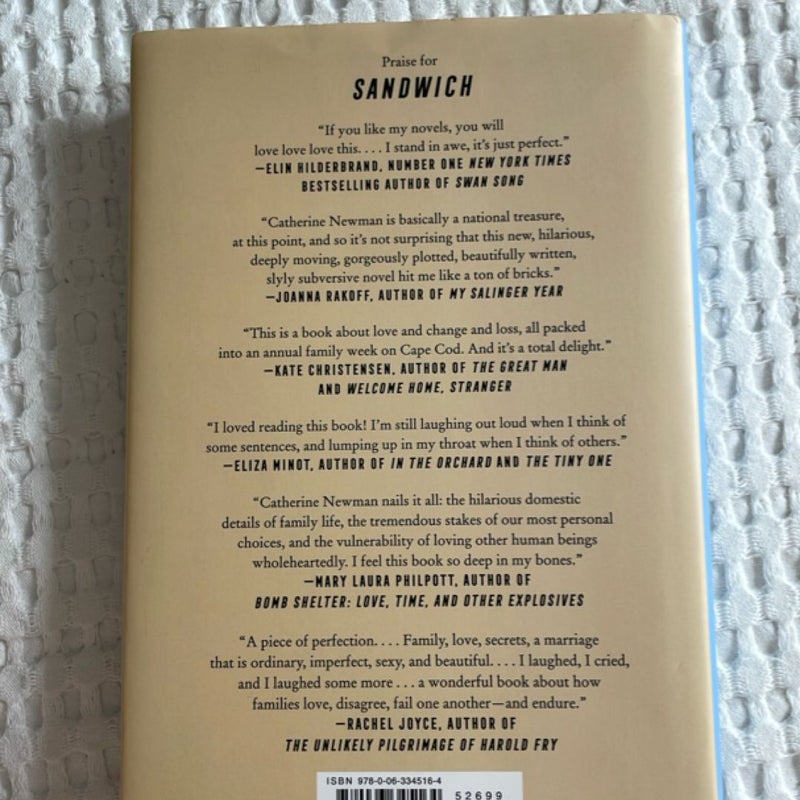 Praise for
SANDWICH
“If you like my novels, you will
love love love this. . . . I stand in awe, it’s just perfect.”
—ELIN HILDERBRAND, NUMBER ONE NEW YORK TIMES
BESTSELLING AUTHOR OF SWAN SONG
“Catherine Newman is basically a national treasure,
at this point, and so it’s not surprising that this new, hilarious,
deeply moving, gorgeously plotted, beautifully written,
slyly subversive novel hit me like a ton of bricks.”
—JOANNA RAKOFF, AUTHOR OF MY SALINGER YEAR
“This is a book about love and change and loss, all packed
into an annual family week on Cape Cod. And it’s a total delight.”
—KATE CHRISTENSEN, AUTHOR OF THE GREAT MAN
AND WELCOME HOME, STRANGER
“I loved reading this book! I’m still laughing out loud when I think of
some sentences, and lumping up in my throat when I think of others.”
—ELIZA MINOT, AUTHOR OF IN THE ORCHARD AND THE TINY ONE
“Catherine Newman nails it all: the hilarious domestic
details of family life, the tremendous stakes of our most personal
choices, and the vulnerability of loving other human beings
wholeheartedly. I feel this book so deep in my bones.”
—MARY LAURA PHILPOTT, AUTHOR OF
BOMB SHELTER: LOVE, TIME, AND OTHER EXPLOSIVES
“A piece of perfection. . . . Family, love, secrets, a marriage
that is ordinary, imperfect, sexy, and beautiful. . . . I laughed, I cried,
and I laughed some more . . . a wonderful book about how
families love, disagree, fail one another—and endure.”
—RACHEL JOYCE, AUTHOR OF
THE UNLIKELY PILGRIMAGE OF HAROLD FRY
ISBN 978-0-06-334516-4
52699